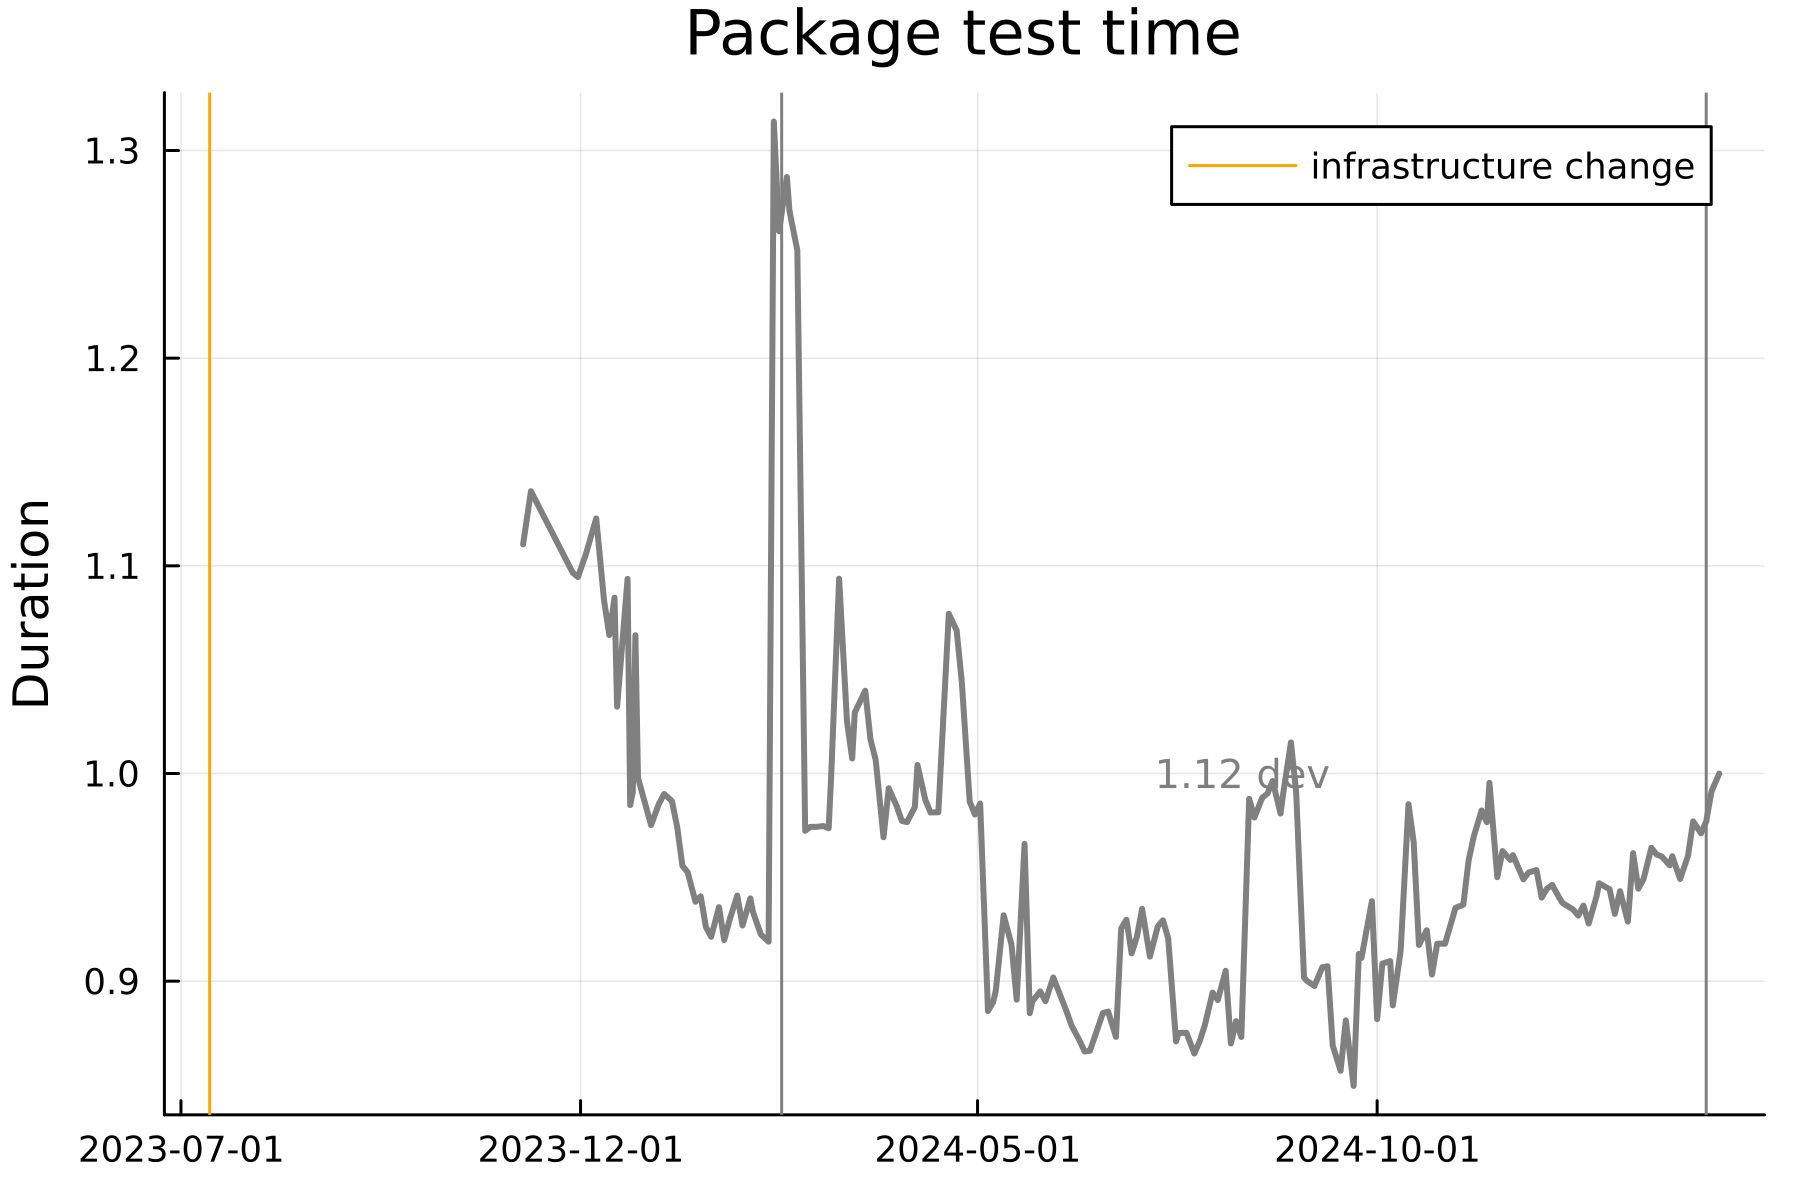 Package test time
infrastructure change
Duration
1.3
1.2
1.1
1.0
0.9
1.12 dev
2023-07-01 2023-12-01 2024-05-01 2024-10-01